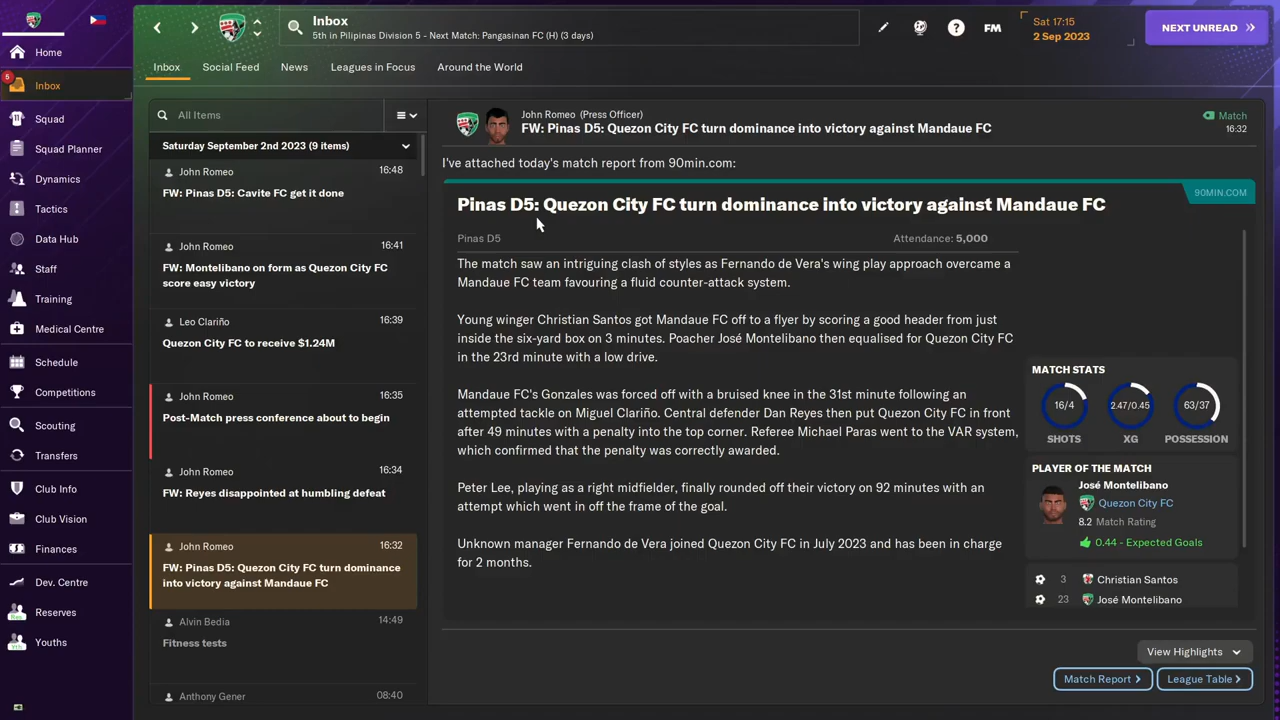 Home
5
Inbox
Squad
Squad Planner
Dynamics
Tactics
Data Hub
Staff
Training
Medical Centre
Schedule
Competitions
Scouting
Transfers
Club Info
Club Vision
Finances
Dev. Centre
Reserves
Youths
Inbox
5th in Pilipinas Division 5 - Next Match: Pangasinan FC (H) (3 days)
FM
Sat 17:15
2 Sep 2023
NEXT UNREAD
Inbox
Social Feed
News
Leagues in Focus
Around the World
All Items
Saturday September 2nd 2023 (9 items)
John Romeo 16:48
FW: Pinas D5: Cavite FC get it done
John Romeo 16:41
FW: Montelibano on form as Quezon City FC
score easy victory
Leo Clariño 16:39
Quezon City FC to receive $1.24M
John Romeo 16:35
Post-Match press conference about to begin
John Romeo 16:34
FW: Reyes disappointed at humbling defeat
John Romeo 16:32
FW: Pinas D5: Quezon City FC turn dominance
into victory against Mandaue FC
Alvin Bedia 14:49
Fitness tests
Anthony Gener 08:40
John Romeo (Press Officer)
FW: Pinas D5: Quezon City FC turn dominance into victory against Mandaue FC
Match
16:32
I've attached today's match report from 90min.com:
90MIN.COM
Pinas D5: Quezon City FC turn dominance into victory against Mandaue FC
Pinas D5
Attendance: 5,000
The match saw an intriguing clash of styles as Fernando de Vera's wing play approach overcame a
Mandaue FC team favouring a fluid counter-attack system.
Young winger Christian Santos got Mandaue FC off to a flyer by scoring a good header from just
inside the six-yard box on 3 minutes. Poacher José Montelibano then equalised for Quezon City FC
in the 23rd minute with a low drive.
Mandaue FC's Gonzales was forced off with a bruised knee in the 31st minute following an
attempted tackle on Miguel Clariño. Central defender Dan Reyes then put Quezon City FC in front
after 49 minutes with a penalty into the top corner. Referee Michael Paras went to the VAR system,
which confirmed that the penalty was correctly awarded.
Peter Lee, playing as a right midfielder, finally rounded off their victory on 92 minutes with an
attempt which went in off the frame of the goal.
Unknown manager Fernando de Vera joined Quezon City FC in July 2023 and has been in charge
for 2 months.
MATCH STATS
16/4
2.47/0.45
63/37
SHOTS
XG
POSSESSION
PLAYER OF THE MATCH
José Montelibano
Quezon City FC
8.2 Match Rating
0.44 - Expected Goals
3 Christian Santos
23 José Montelibano
View Highlights
Match Report
League Table